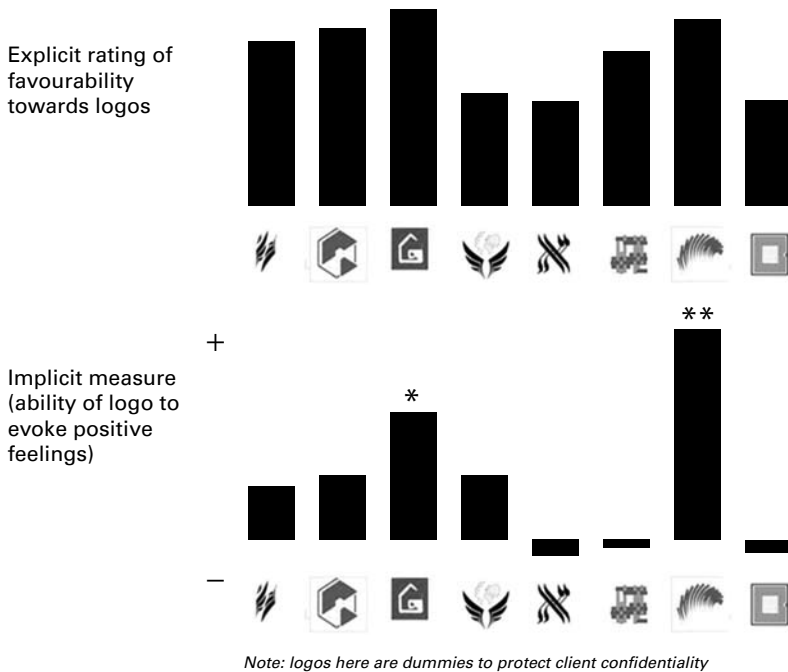 Explicit rating of
favourability
towards logos
**
+
Implicit measure
(ability of logo to
evoke positive
feelings)
*
–
Note: logos here are dummies to protect client confidentiality